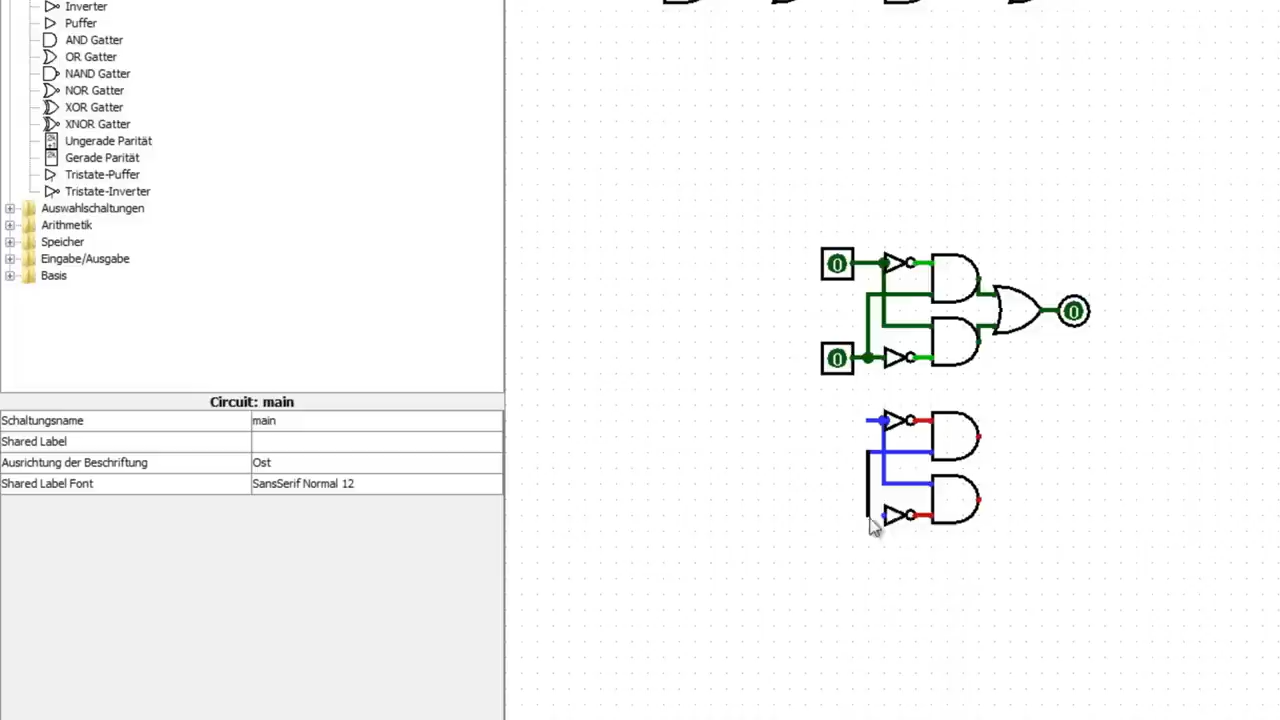 Inverter
Puffer
AND Gatter
OR Gatter
NAND Gatter
NOR Gatter
XOR Gatter
XNOR Gatter
Ungerade Parität
Gerade Parität
Tristate-Puffer
Tristate-Inverter
Auswahlschaltungen
Arithmetik
Speicher
Eingabe/Ausgabe
Basis
Circuit: main
Schaltungsname main
Shared Label
Ausrichtung der Beschriftung Ost
Shared Label Font SansSerif Normal 12
0
0
0